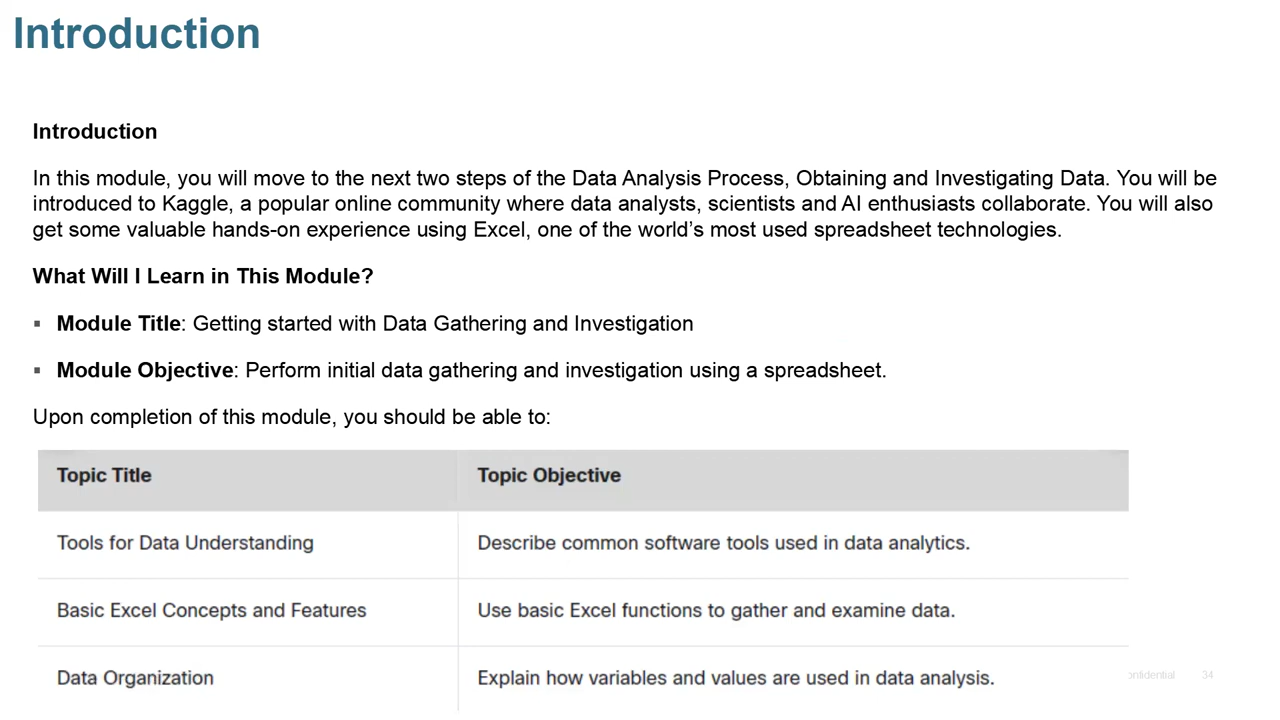 Introduction
Introduction
In this module, you will move to the next two steps of the Data Analysis Process, Obtaining and Investigating Data. You will be
introduced to Kaggle, a popular online community where data analysts, scientists and AI enthusiasts collaborate. You will also
get some valuable hands-on experience using Excel, one of the world’s most used spreadsheet technologies.
What Will I Learn in This Module?
▪ Module Title: Getting started with Data Gathering and Investigation
▪ Module Objective: Perform initial data gathering and investigation using a spreadsheet.
Upon completion of this module, you should be able to:
Topic Title Topic Objective
Tools for Data Understanding Describe common software tools used in data analytics.
Basic Excel Concepts and Features Use basic Excel functions to gather and examine data.
Data Organization Explain how variables and values are used in data analysis.
34